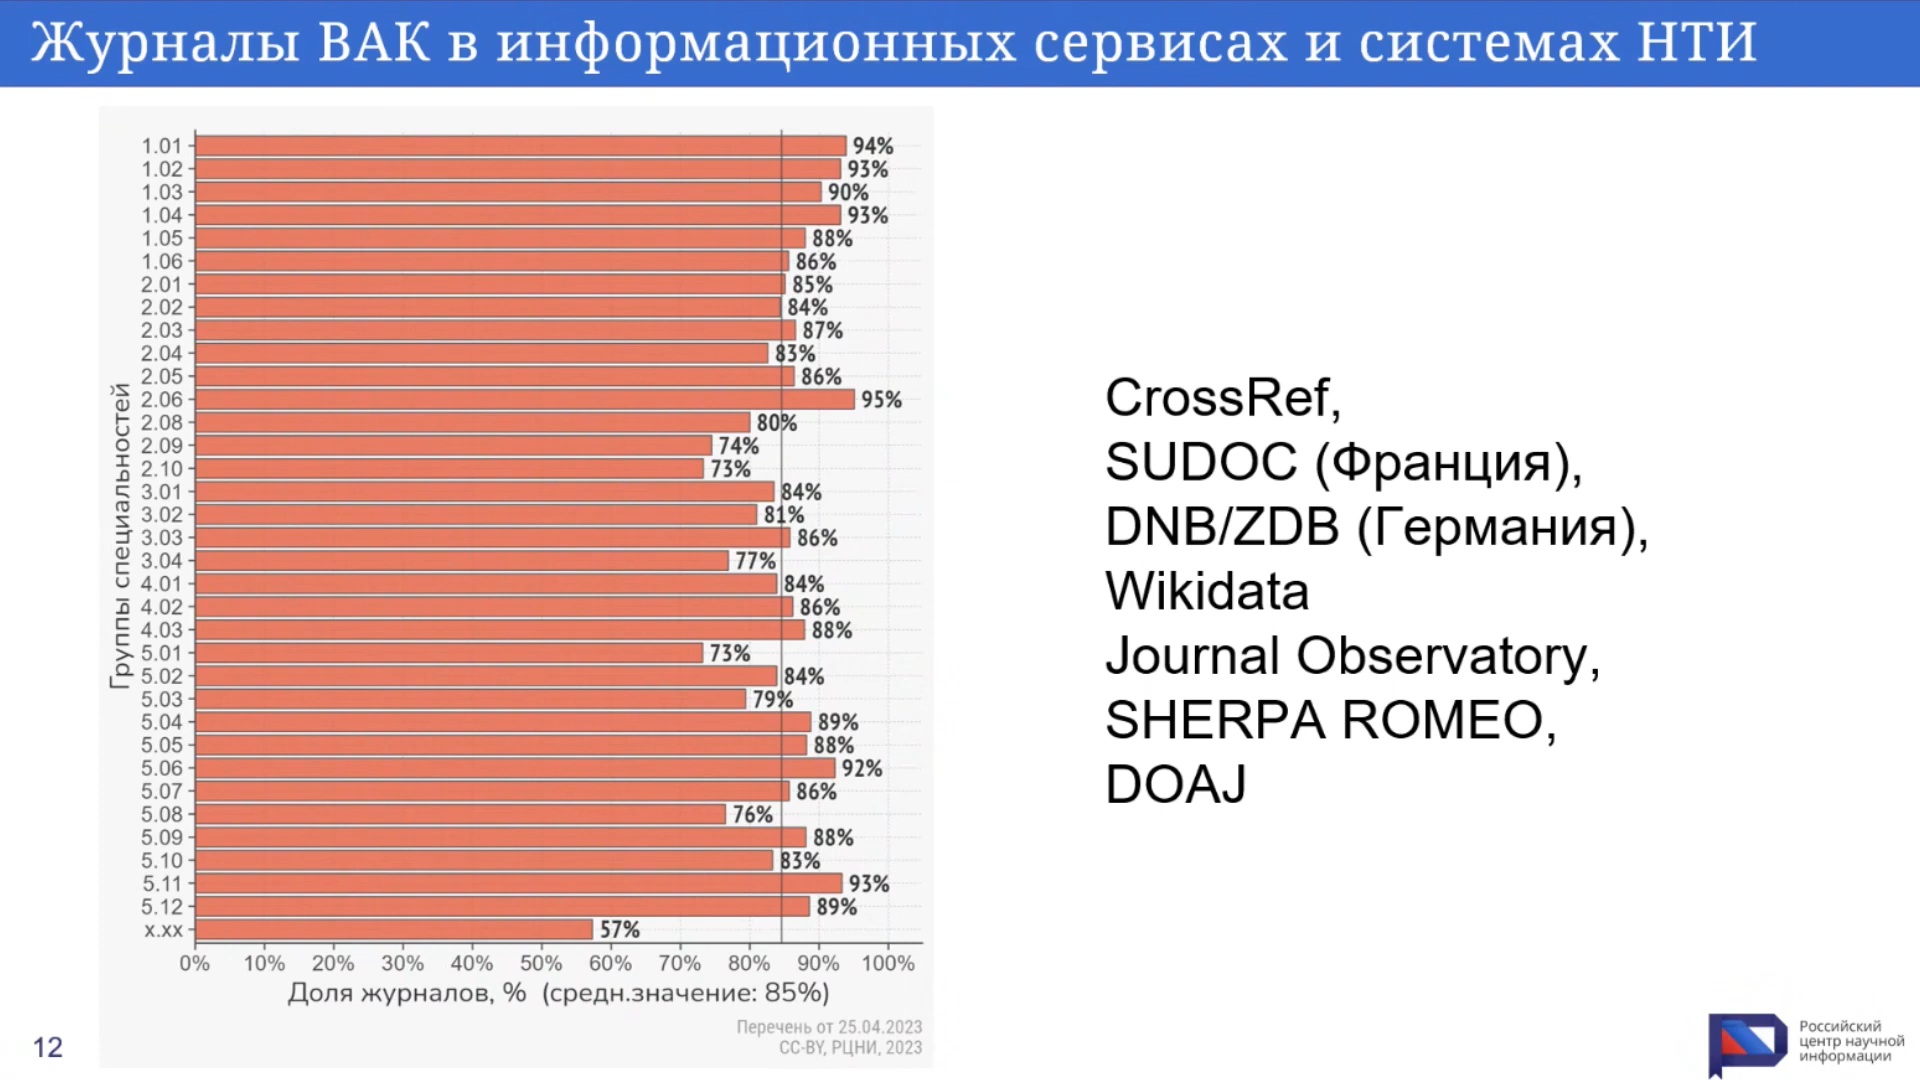 Журналы ВАК в информационных сервисах и системах НТИ
Группы специальностей
1.01 94%
1.02 93%
1.03 90%
1.04 93%
1.05 88%
1.06 86%
2.01 85%
2.02 84%
2.03 87%
2.04 83%
2.05 86%
2.06 95%
2.08 80%
2.09 74%
2.10 73%
3.01 84%
3.02 81%
3.03 86%
3.04 77%
4.01 84%
4.02 86%
4.03 88%
5.01 73%
5.02 84%
5.03 79%
5.04 89%
5.05 88%
5.06 92%
5.07 86%
5.08 76%
5.09 88%
5.10 83%
5.11 93%
5.12 89%
x.xx 57%
0% 10% 20% 30% 40% 50% 60% 70% 80% 90% 100%
Доля журналов, % (средн.значение: 85%)
Перечень от 25.04.2023
CC-BY, РЦНИ, 2023
CrossRef,
SUDOC (Франция),
DNB/ZDB (Германия),
Wikidata
Journal Observatory,
SHERPA ROMEO,
DOAJ
12
Российский
центр научной
информации